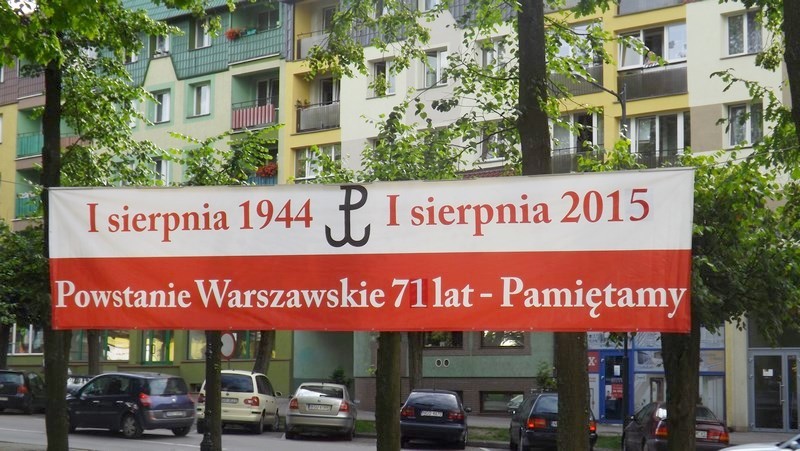 I sierpnia 1944 I sierpnia 2015
Powstanie Warszawskie 71 lat - Pamiętamy